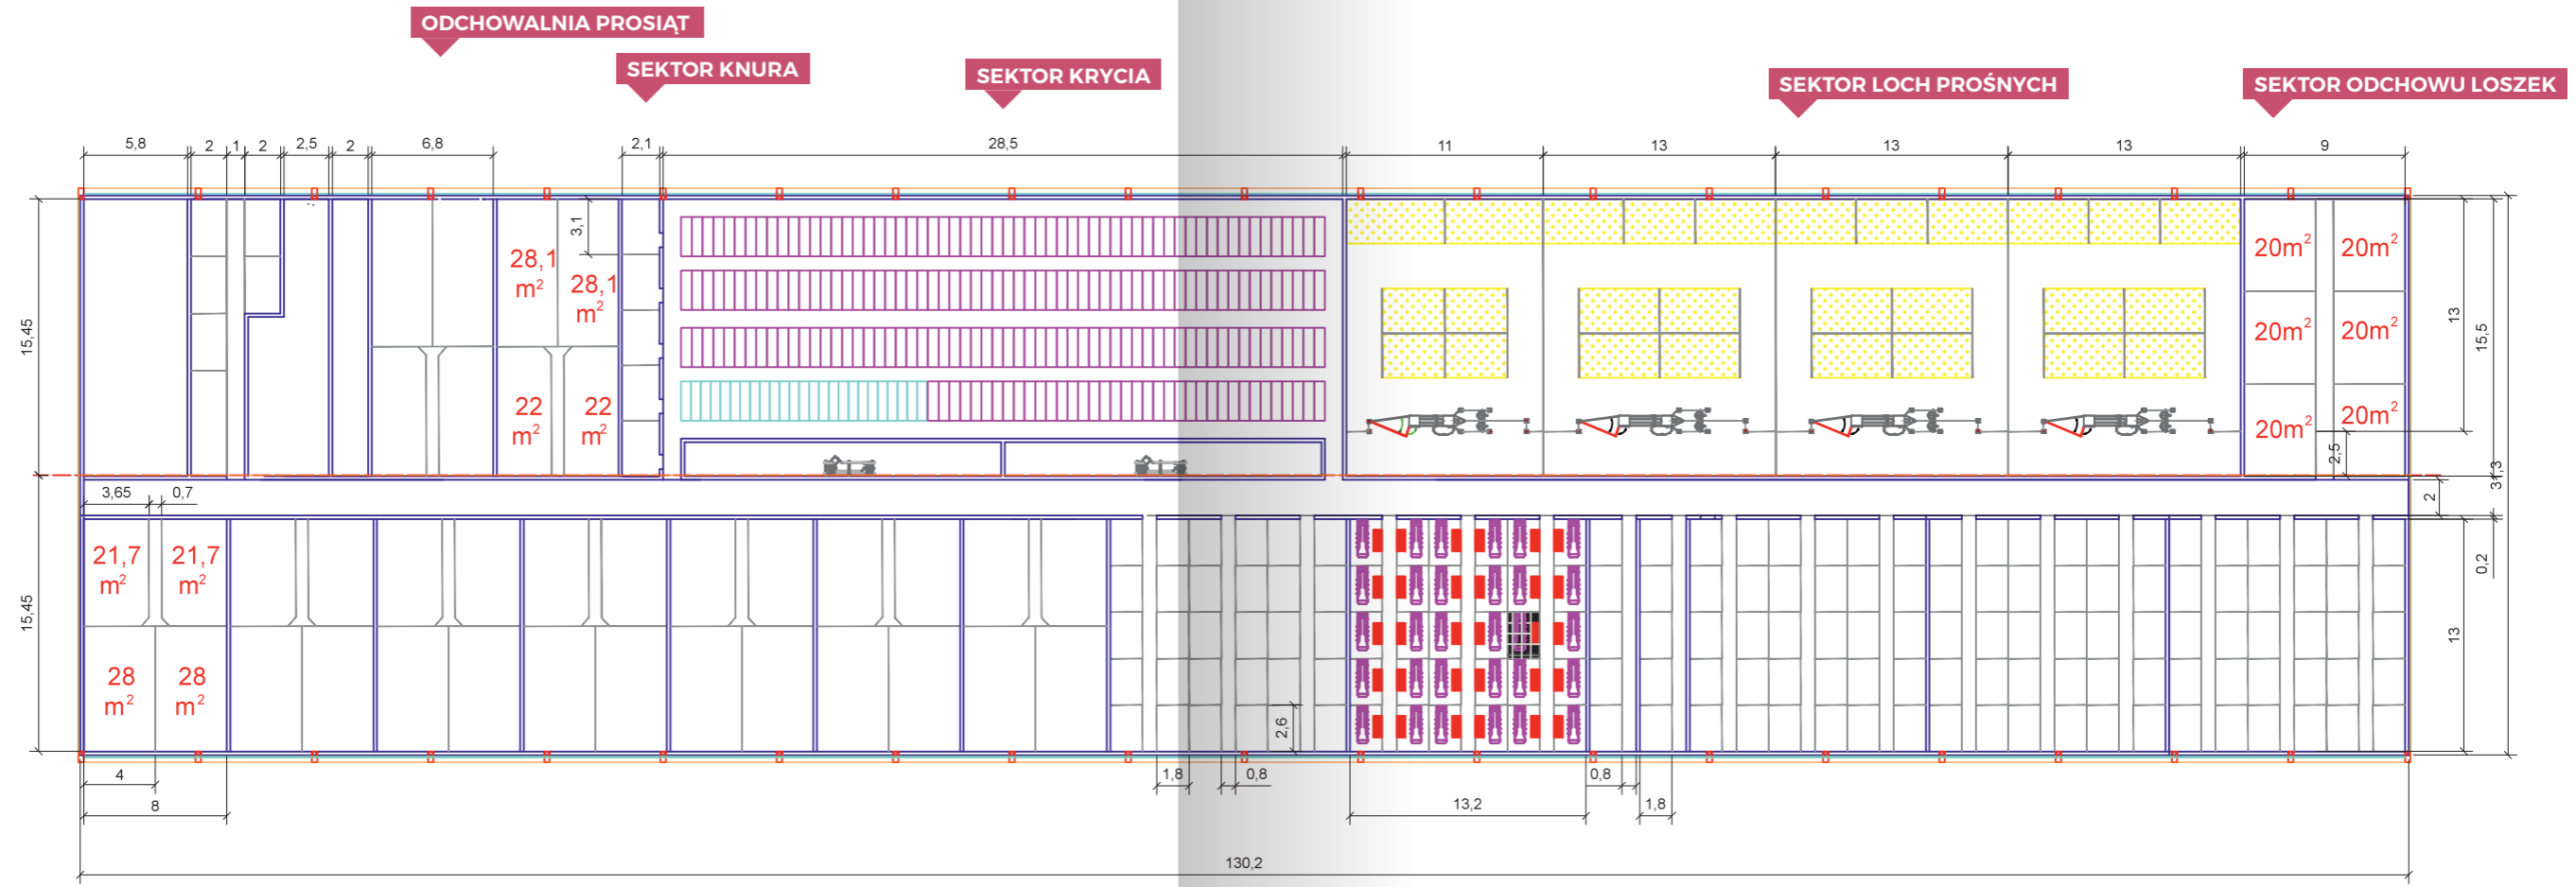 ODCHOWALNIA PROSIĄT
SEKTOR KNURA
SEKTOR KRYCIA
SEKTOR LOCH PROŚNYCH
SEKTOR ODCHOWU LOSZEK
5,8
2
1
2
2,5
2
6,8
2,1
28,5
11
13
13
13
9
3,1
28,1
m²
28,1
m²
22
m²
22
m²
20m²
20m²
20m²
20m²
20m²
20m²
15,45
13
15,5
2,5
31,3
2
3,65
0,7
21,7
m²
21,7
m²
28
m²
28
m²
15,45
0,2
13
2,6
4
8
1,8
0,8
13,2
0,8
1,8
130,2